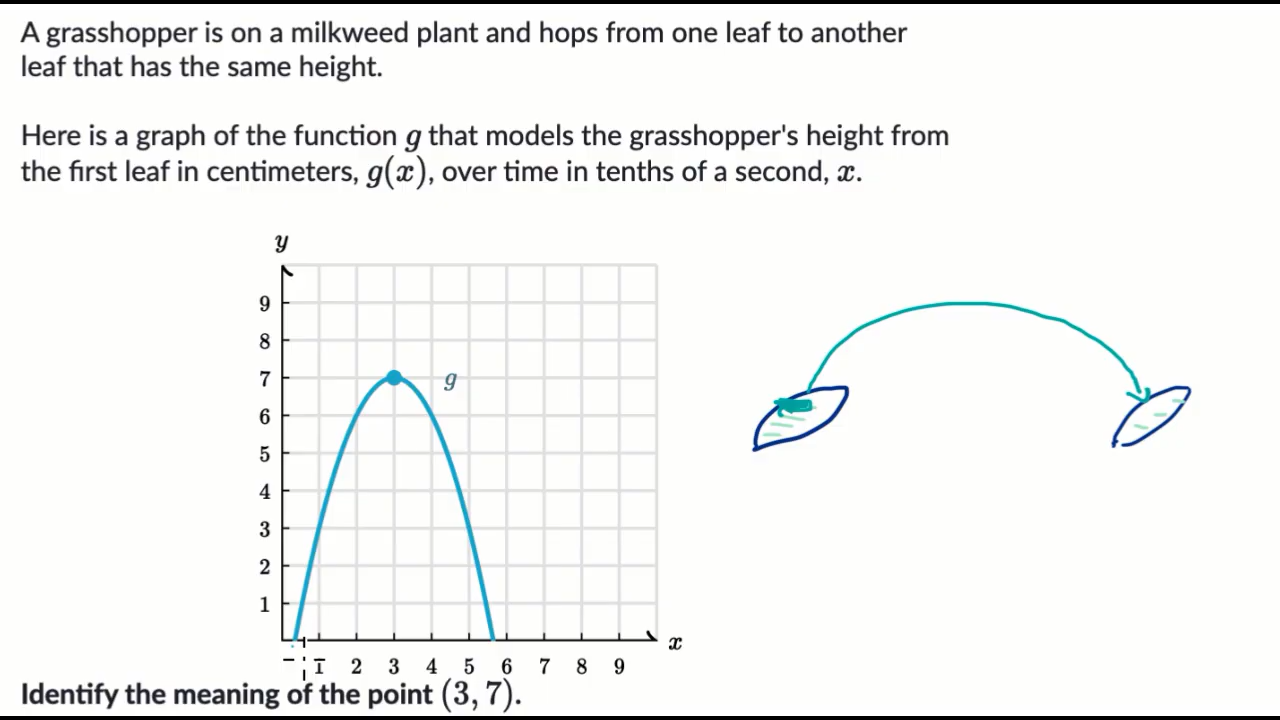 A grasshopper is on a milkweed plant and hops from one leaf to another
leaf that has the same height.
Here is a graph of the function g that models the grasshopper's height from
the first leaf in centimeters, g(x), over time in tenths of a second, x.
y
9
8
7
g
6
5
4
3
2
1
x
1 2 3 4 5 6 7 8 9
Identify the meaning of the point (3, 7).